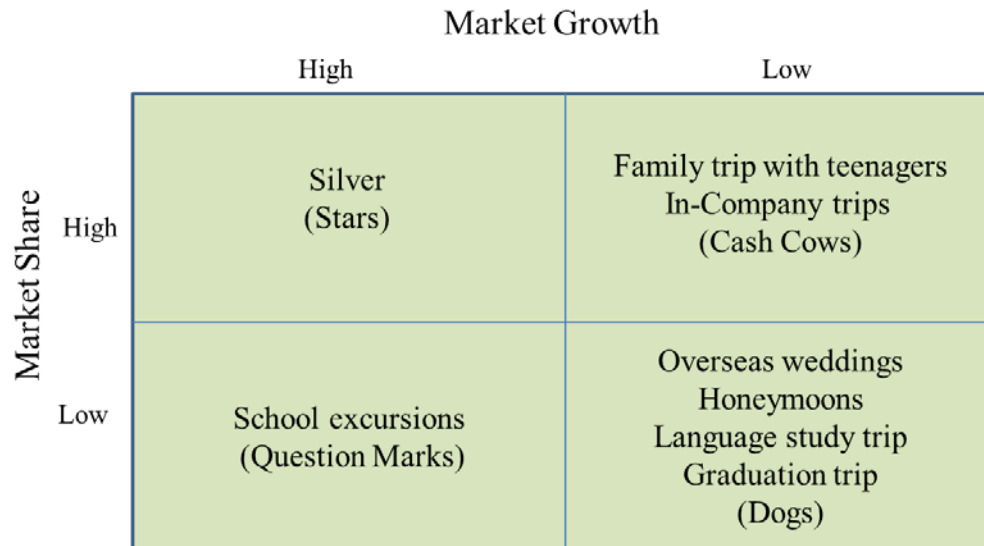 Market Growth
High
Low
Market Share
High
Silver
(Stars)
Family trip with teenagers
In-Company trips
(Cash Cows)
Low
School excursions
(Question Marks)
Overseas weddings
Honeymoons
Language study trip
Graduation trip
(Dogs)